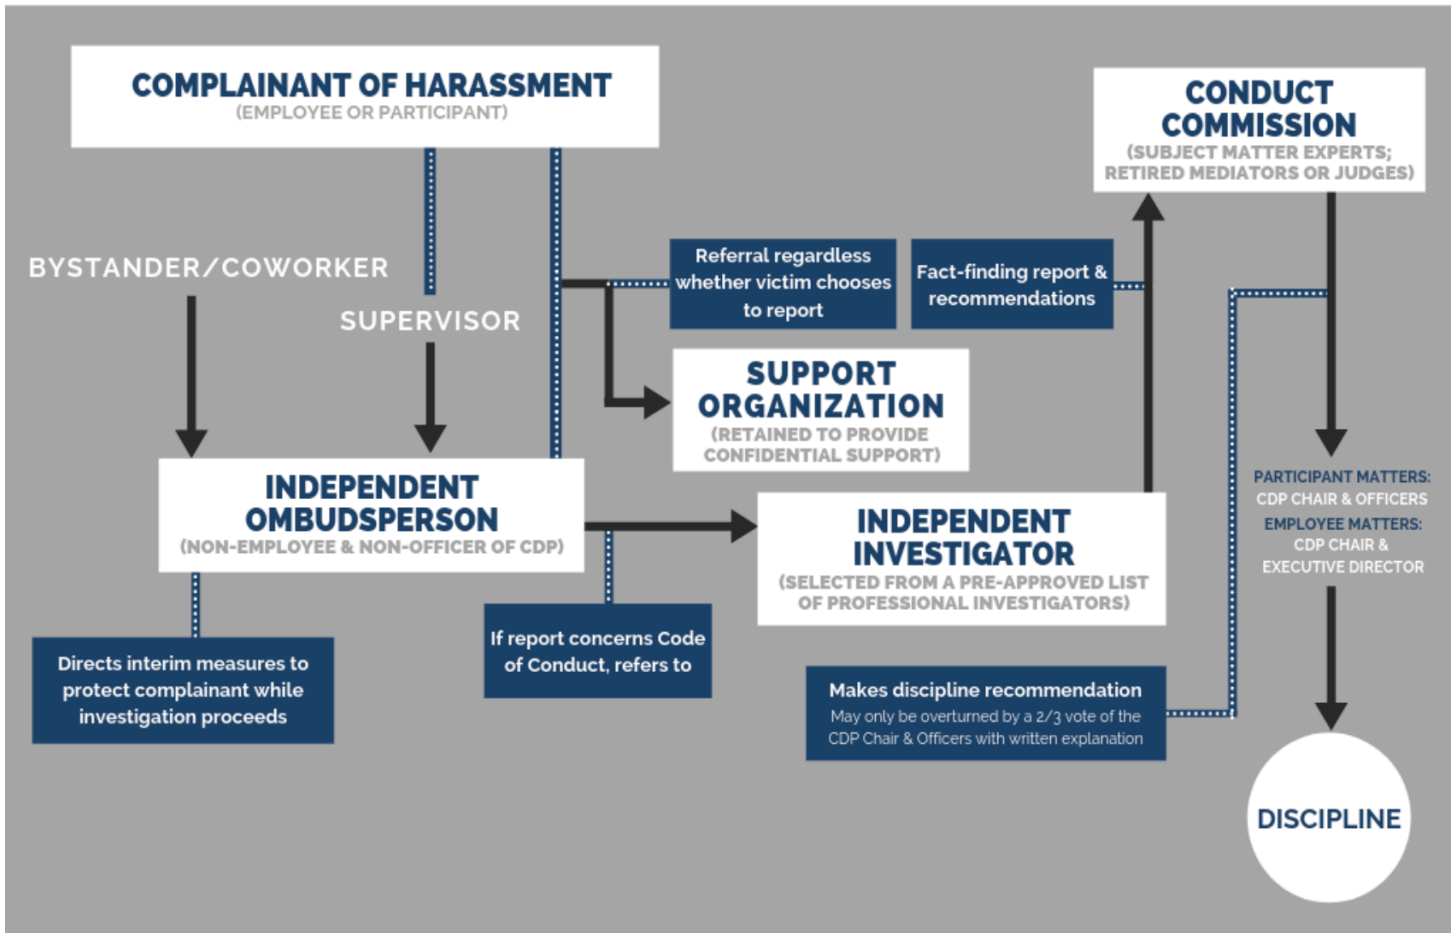 COMPLAINANT OF HARASSMENT
(EMPLOYEE OR PARTICIPANT)
CONDUCT
COMMISSION
(SUBJECT MATTER EXPERTS;
RETIRED MEDIATORS OR JUDGES)
BYSTANDER/COWORKER
SUPERVISOR
Referral regardless
whether victim chooses
to report
Fact-finding report &
recommendations
SUPPORT
ORGANIZATION
(RETAINED TO PROVIDE
CONFIDENTIAL SUPPORT)
INDEPENDENT
OMBUDSPERSON
(NON-EMPLOYEE & NON-OFFICER OF CDP)
INDEPENDENT
INVESTIGATOR
(SELECTED FROM A PRE-APPROVED LIST
OF PROFESSIONAL INVESTIGATORS)
PARTICIPANT MATTERS:
CDP CHAIR & OFFICERS
EMPLOYEE MATTERS:
CDP CHAIR &
EXECUTIVE DIRECTOR
Directs interim measures to
protect complainant while
investigation proceeds
If report concerns Code
of Conduct, refers to
Makes discipline recommendation
May only be overturned by a 2/3 vote of the
CDP Chair & Officers with written explanation
DISCIPLINE